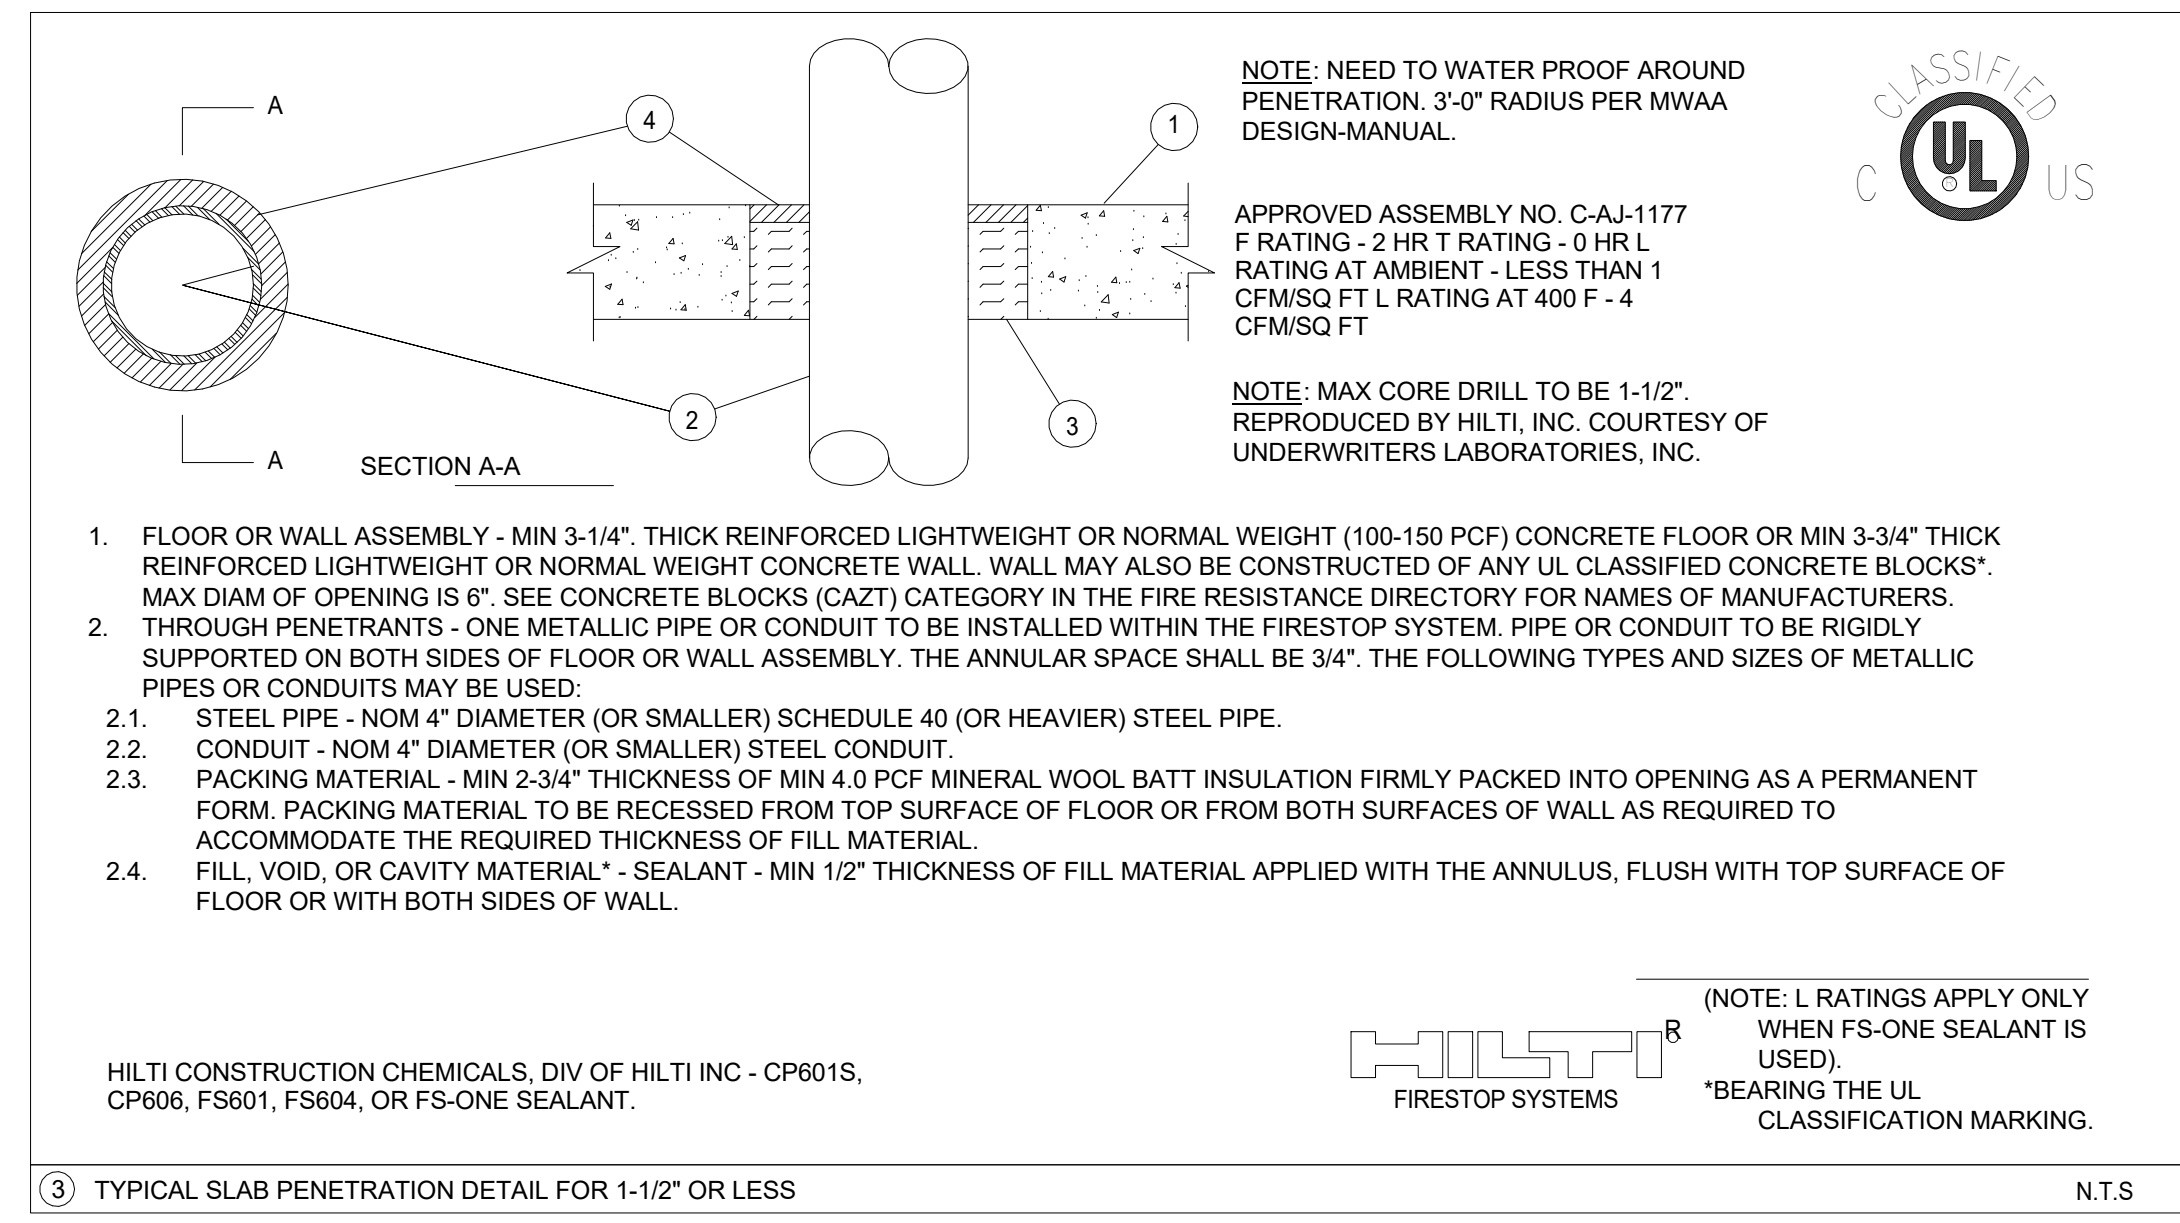 A
A
SECTION A-A
4
1
2
3
NOTE: NEED TO WATER PROOF AROUND
PENETRATION. 3'-0" RADIUS PER MWAA
DESIGN-MANUAL.
CLASSIFIED
C UL US
®
APPROVED ASSEMBLY NO. C-AJ-1177
F RATING - 2 HR T RATING - 0 HR L
RATING AT AMBIENT - LESS THAN 1
CFM/SQ FT L RATING AT 400 F - 4
CFM/SQ FT
NOTE: MAX CORE DRILL TO BE 1-1/2".
REPRODUCED BY HILTI, INC. COURTESY OF
UNDERWRITERS LABORATORIES, INC.
1. FLOOR OR WALL ASSEMBLY - MIN 3-1/4". THICK REINFORCED LIGHTWEIGHT OR NORMAL WEIGHT (100-150 PCF) CONCRETE FLOOR OR MIN 3-3/4" THICK
REINFORCED LIGHTWEIGHT OR NORMAL WEIGHT CONCRETE WALL. WALL MAY ALSO BE CONSTRUCTED OF ANY UL CLASSIFIED CONCRETE BLOCKS*.
MAX DIAM OF OPENING IS 6". SEE CONCRETE BLOCKS (CAZT) CATEGORY IN THE FIRE RESISTANCE DIRECTORY FOR NAMES OF MANUFACTURERS.
2. THROUGH PENETRANTS - ONE METALLIC PIPE OR CONDUIT TO BE INSTALLED WITHIN THE FIRESTOP SYSTEM. PIPE OR CONDUIT TO BE RIGIDLY
SUPPORTED ON BOTH SIDES OF FLOOR OR WALL ASSEMBLY. THE ANNULAR SPACE SHALL BE 3/4". THE FOLLOWING TYPES AND SIZES OF METALLIC
PIPES OR CONDUITS MAY BE USED:
2.1. STEEL PIPE - NOM 4" DIAMETER (OR SMALLER) SCHEDULE 40 (OR HEAVIER) STEEL PIPE.
2.2. CONDUIT - NOM 4" DIAMETER (OR SMALLER) STEEL CONDUIT.
2.3. PACKING MATERIAL - MIN 2-3/4" THICKNESS OF MIN 4.0 PCF MINERAL WOOL BATT INSULATION FIRMLY PACKED INTO OPENING AS A PERMANENT
FORM. PACKING MATERIAL TO BE RECESSED FROM TOP SURFACE OF FLOOR OR FROM BOTH SURFACES OF WALL AS REQUIRED TO
ACCOMMODATE THE REQUIRED THICKNESS OF FILL MATERIAL.
2.4. FILL, VOID, OR CAVITY MATERIAL* - SEALANT - MIN 1/2" THICKNESS OF FILL MATERIAL APPLIED WITH THE ANNULUS, FLUSH WITH TOP SURFACE OF
FLOOR OR WITH BOTH SIDES OF WALL.
HILTI CONSTRUCTION CHEMICALS, DIV OF HILTI INC - CP601S,
CP606, FS601, FS604, OR FS-ONE SEALANT.
HILTI R
FIRESTOP SYSTEMS
(NOTE: L RATINGS APPLY ONLY
WHEN FS-ONE SEALANT IS
USED).
*BEARING THE UL
CLASSIFICATION MARKING.
3 TYPICAL SLAB PENETRATION DETAIL FOR 1-1/2" OR LESS
N.T.S